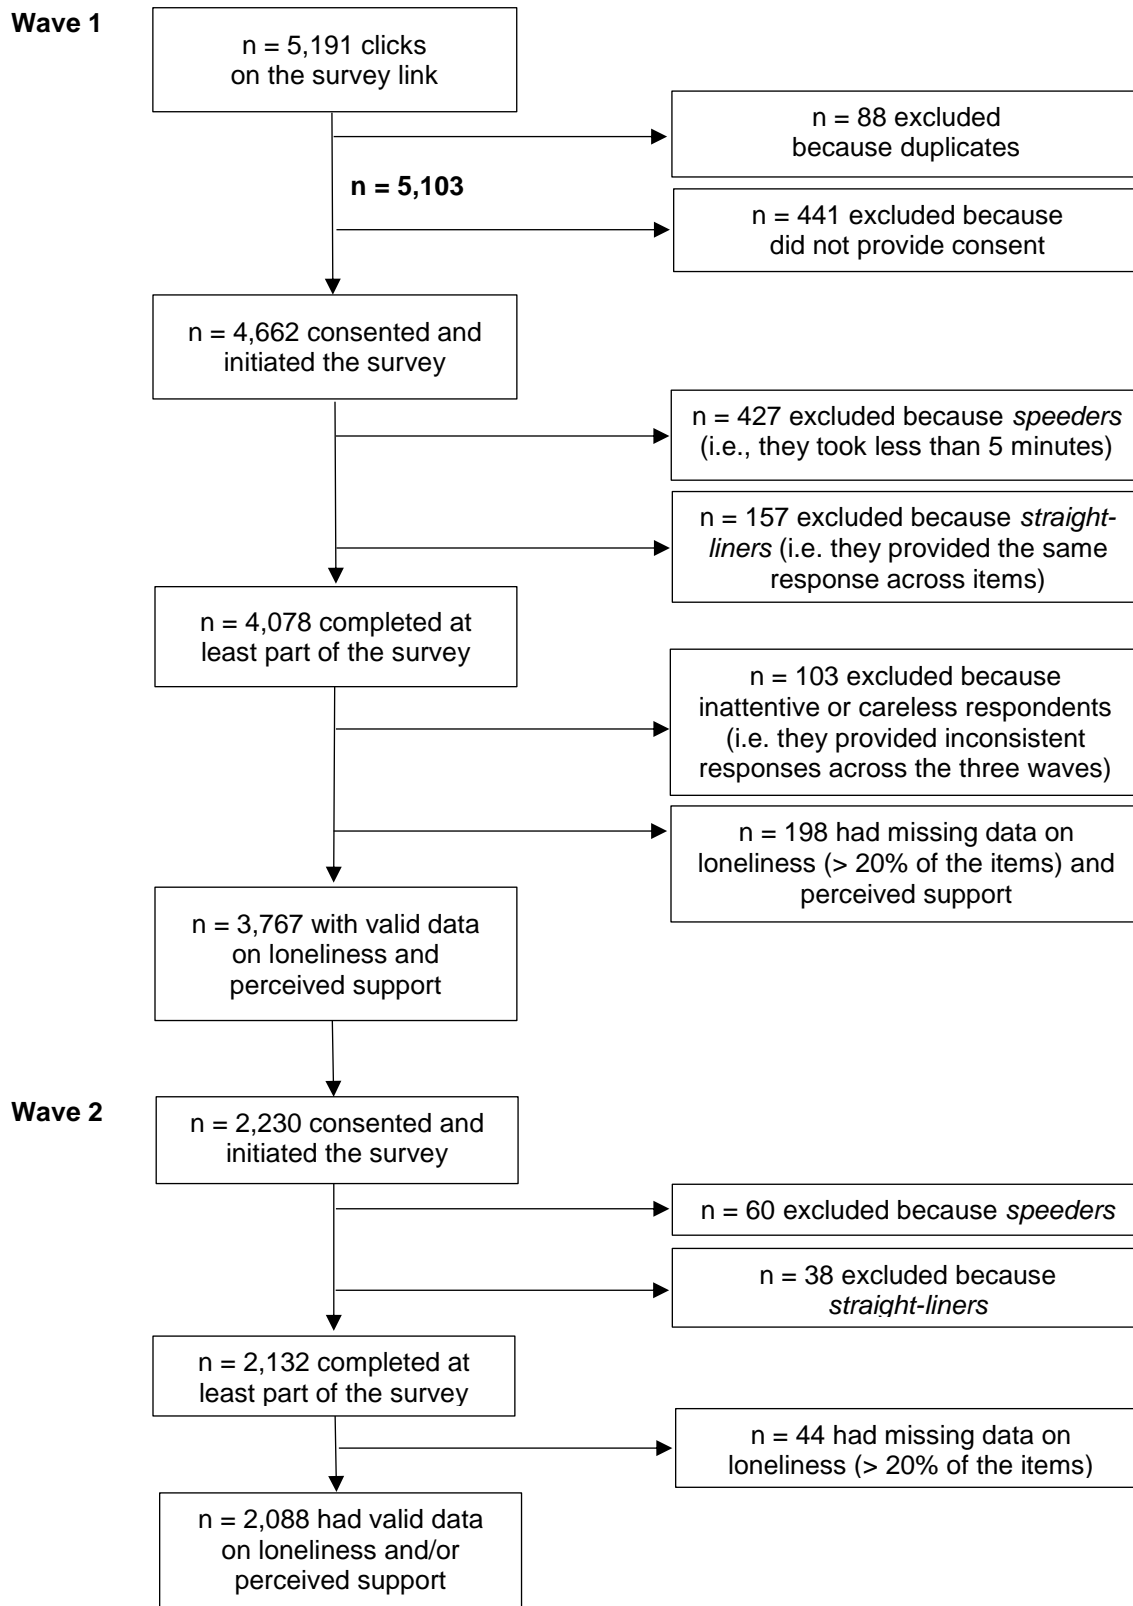 Wave 1
n = 5,191 clicks
on the survey link
n = 88 excluded
because duplicates
n = 5,103
n = 441 excluded because
did not provide consent
n = 4,662 consented and
initiated the survey
n = 427 excluded because speeders
(i.e., they took less than 5 minutes)
n = 157 excluded because straight-
liners (i.e. they provided the same
response across items)
n = 4,078 completed at
least part of the survey
n = 103 excluded because
inattentive or careless respondents
(i.e. they provided inconsistent
responses across the three waves)
n = 198 had missing data on
loneliness (> 20% of the items) and
perceived support
n = 3,767 with valid data
on loneliness and
perceived support
Wave 2
n = 2,230 consented and
initiated the survey
n = 60 excluded because speeders
n = 38 excluded because
straight-liners
n = 2,132 completed at
least part of the survey
n = 44 had missing data on
loneliness (> 20% of the items)
n = 2,088 had valid data
on loneliness and/or
perceived support